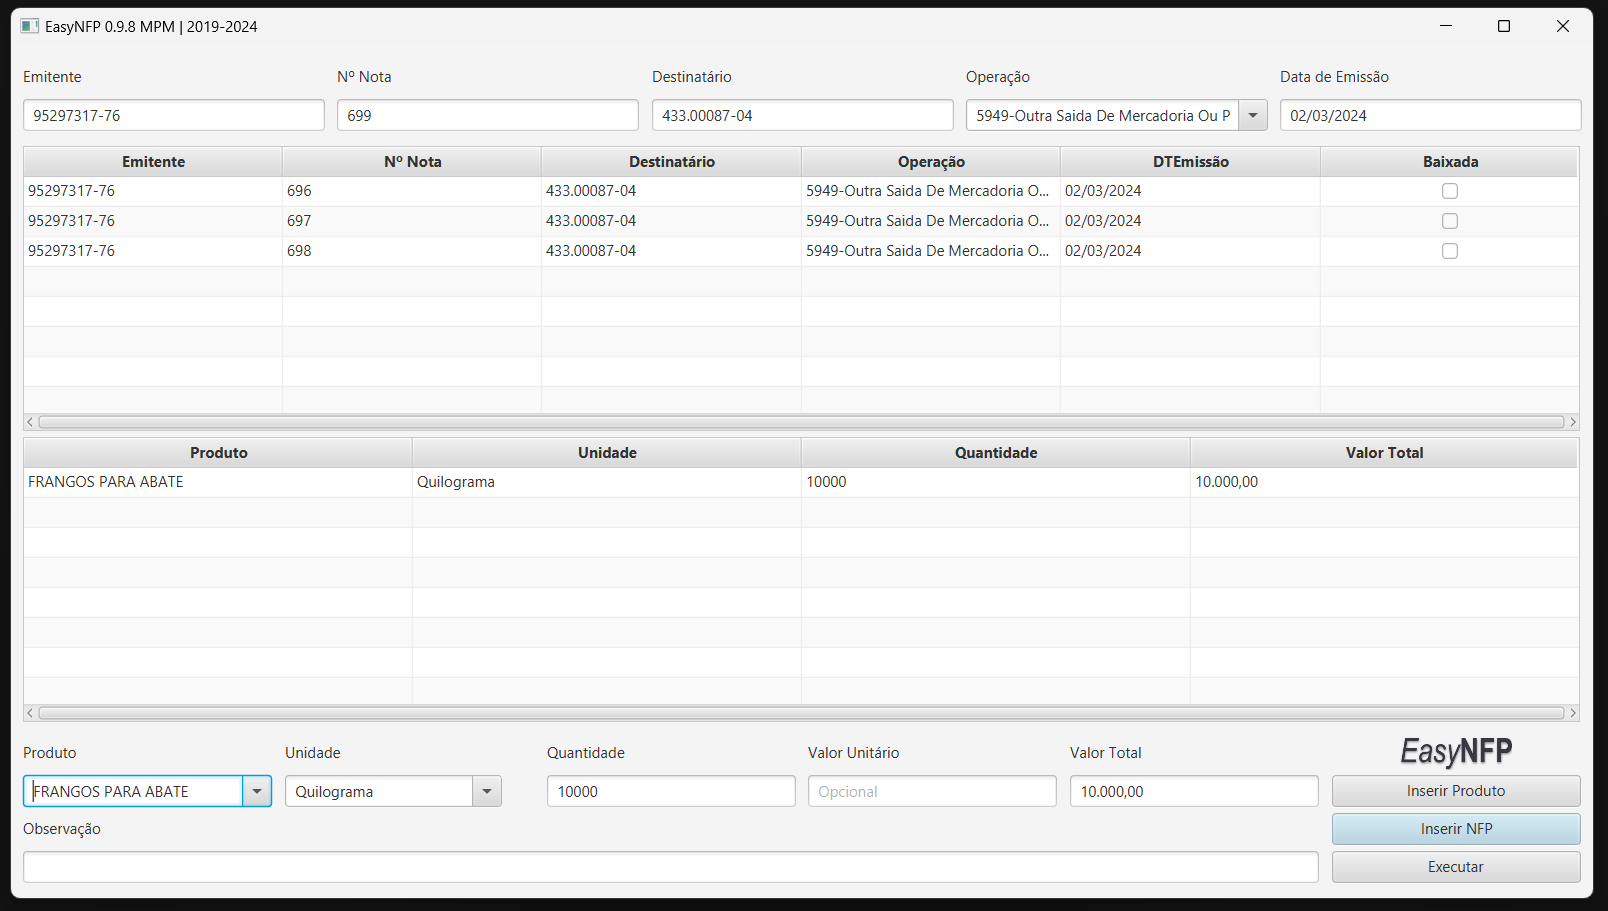 EasyNFP 0.9.8 MPM | 2019-2024
Emitente Nº Nota Destinatário Operação Data de Emissão
95297317-76 699 433.00087-04 5949-Outra Saida De Mercadoria Ou P 02/03/2024
Emitente Nº Nota Destinatário Operação DTEmissão Baixada
95297317-76 696 433.00087-04 5949-Outra Saida De Mercadoria O... 02/03/2024
95297317-76 697 433.00087-04 5949-Outra Saida De Mercadoria O... 02/03/2024
95297317-76 698 433.00087-04 5949-Outra Saida De Mercadoria O... 02/03/2024
Produto Unidade Quantidade Valor Total
FRANGOS PARA ABATE Quilograma 10000 10.000,00
Produto Unidade Quantidade Valor Unitário Valor Total EasyNFP
FRANGOS PARA ABATE Quilograma 10000 Opcional 10.000,00 Inserir Produto
Observação Inserir NFP
Executar